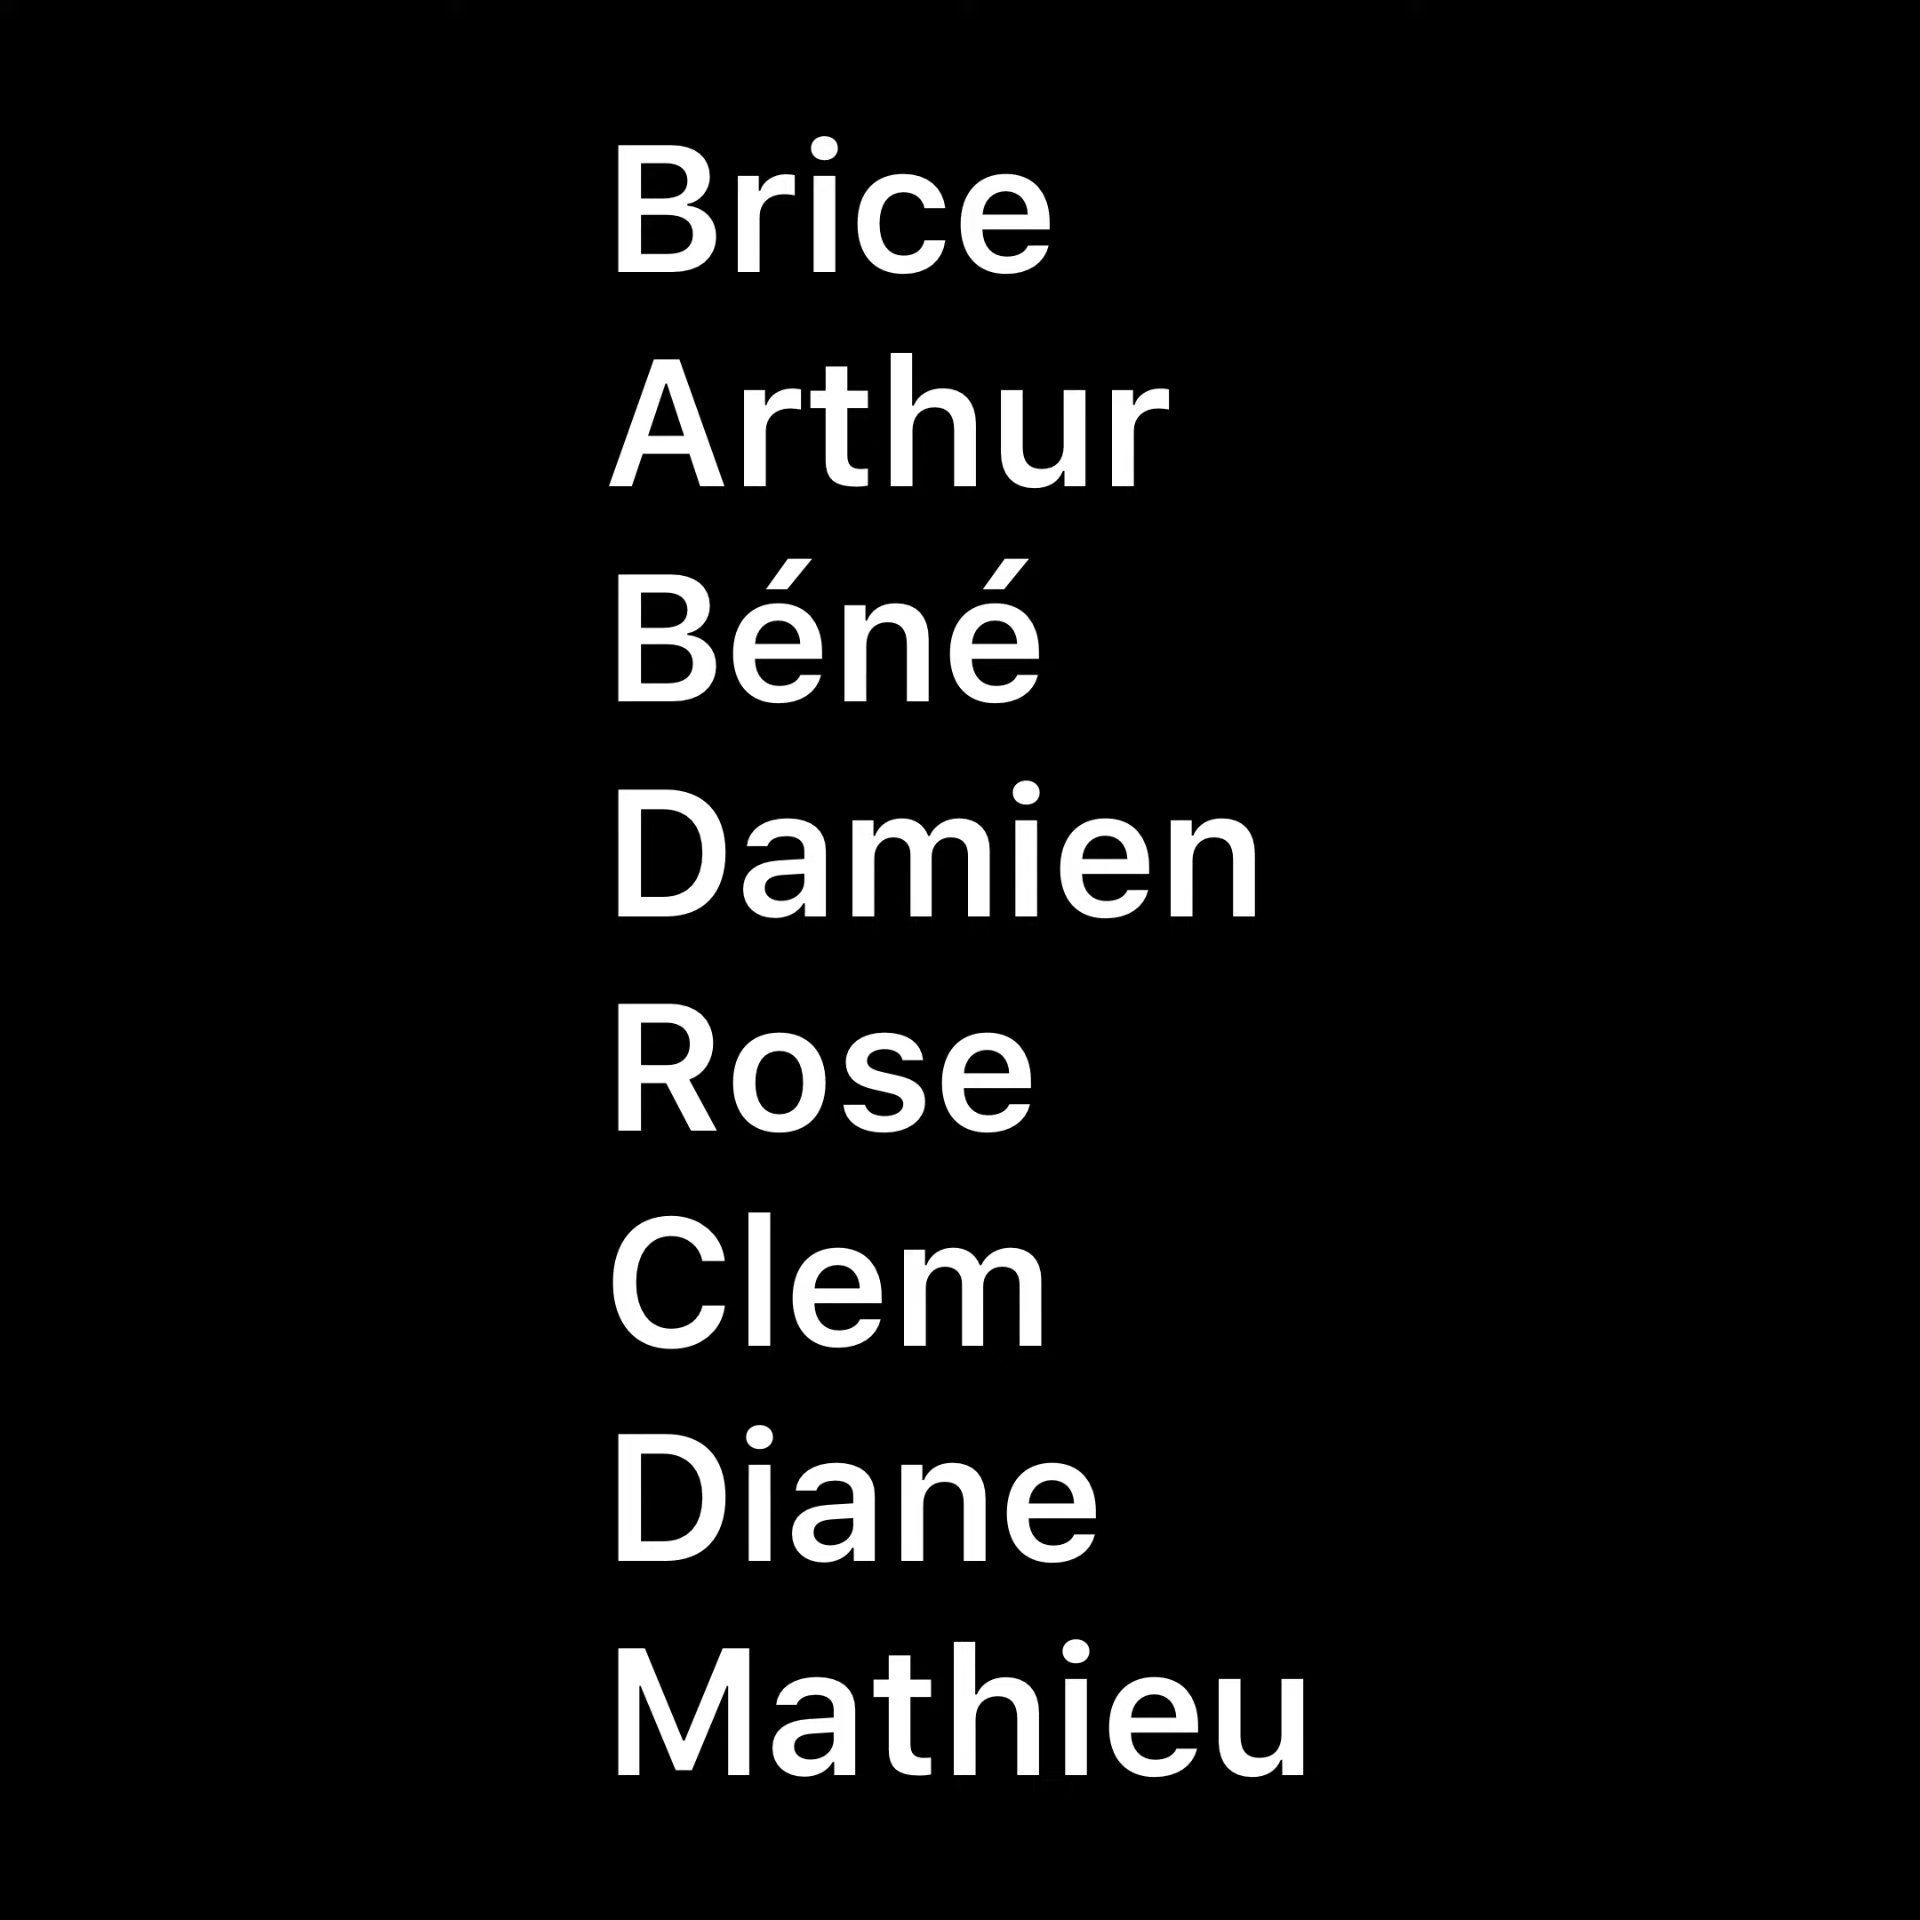 Brice
Arthur
Béné
Damien
Rose
Clem
Diane
Mathieu